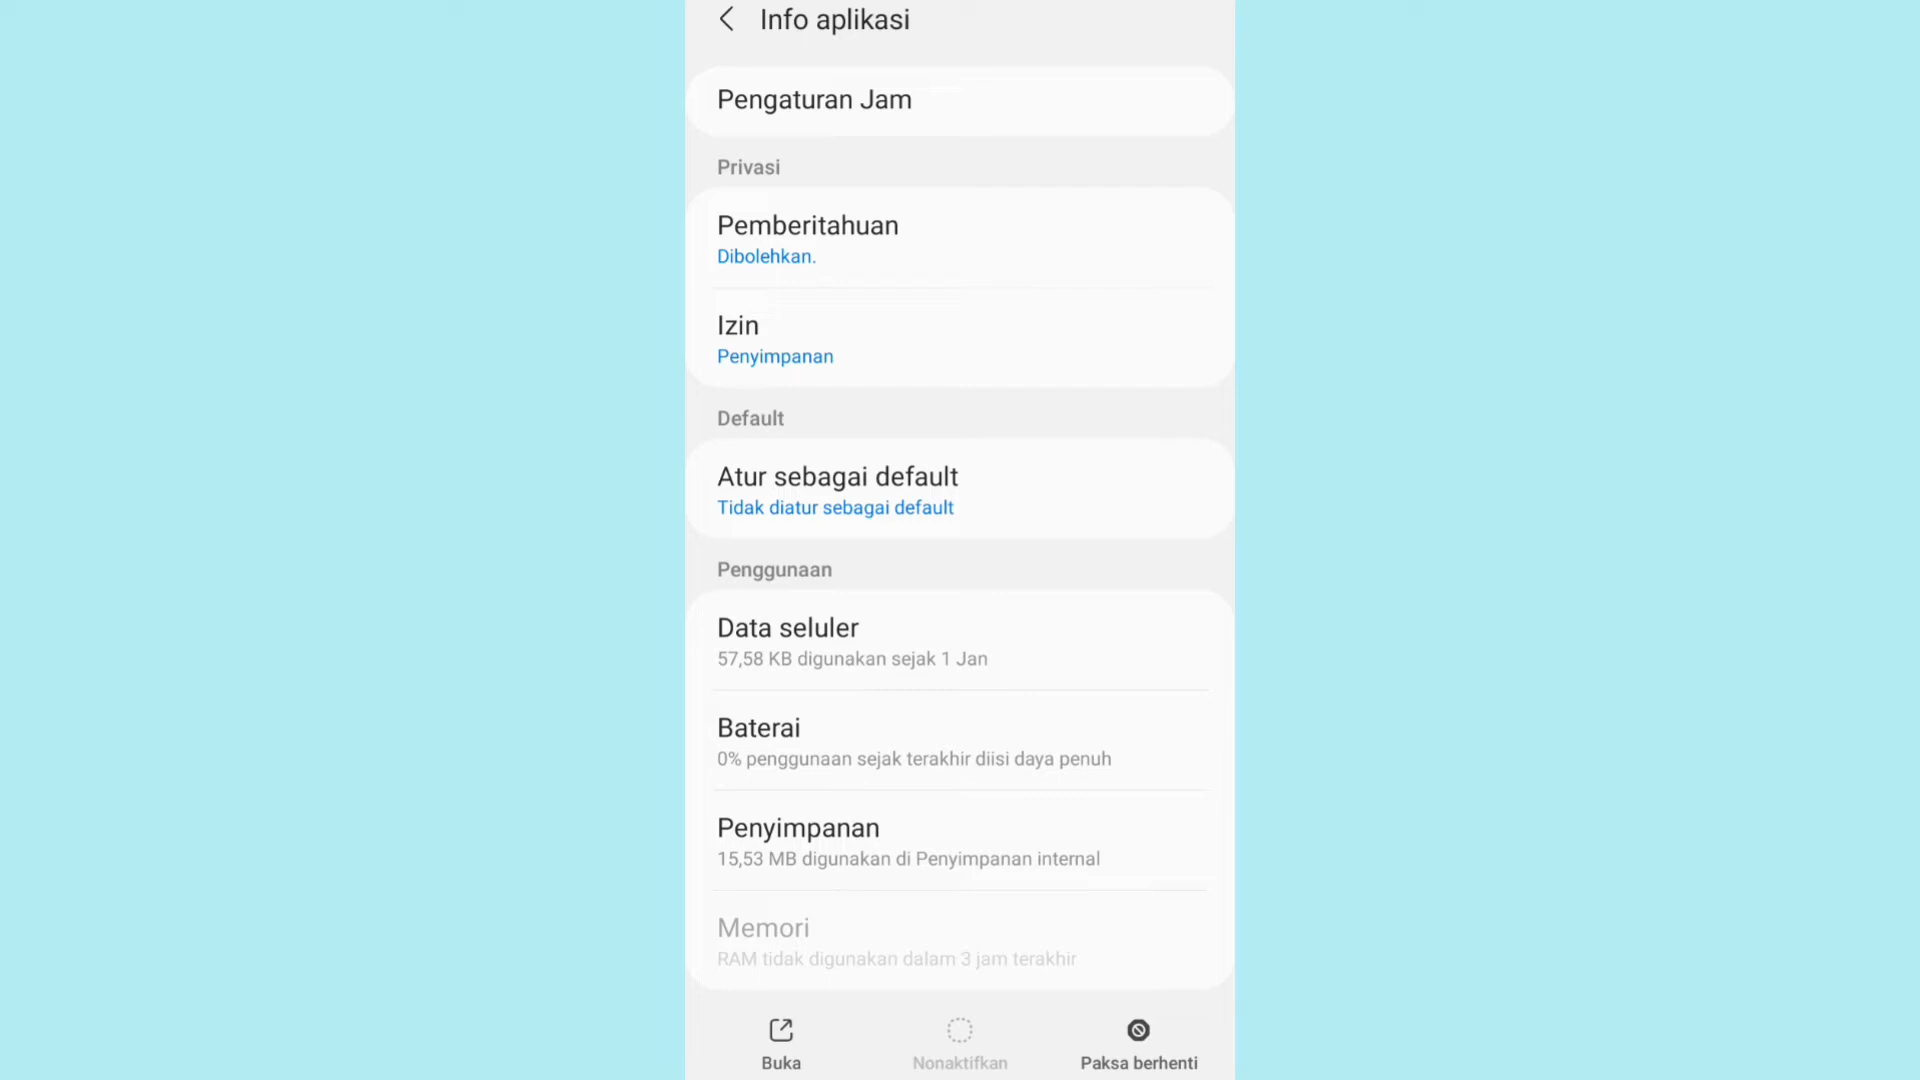 Info aplikasi
Pengaturan Jam
Privasi
Pemberitahuan
Dibolehkan.
Izin
Penyimpanan
Default
Atur sebagai default
Tidak diatur sebagai default
Penggunaan
Data seluler
57,58 KB digunakan sejak 1 Jan
Baterai
0% penggunaan sejak terakhir diisi daya penuh
Penyimpanan
15,53 MB digunakan di Penyimpanan internal
Memori
RAM tidak digunakan dalam 3 jam terakhir
Buka
Nonaktifkan
Paksa berhenti